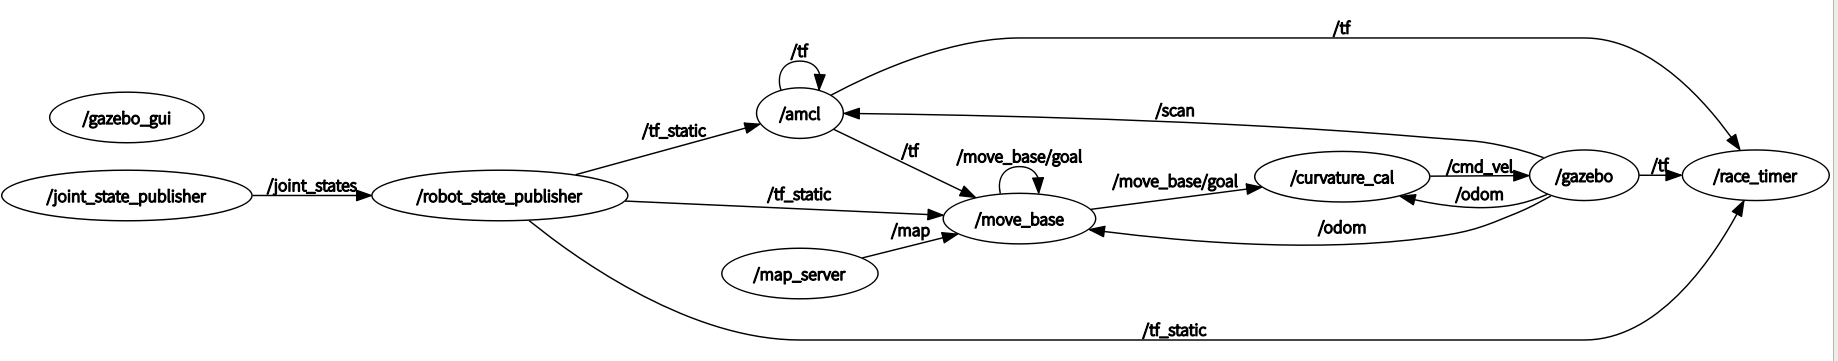 /tf
/tf
/gazebo_gui
/amcl
/scan
/tf_static
/tf
/move_base/goal
/joint_state_publisher
/joint_states
/robot_state_publisher
/tf_static
/move_base/goal
/curvature_cal
/cmd_vel
/odom
/gazebo
/tf
/race_timer
/move_base
/map
/odom
/map_server
/tf_static